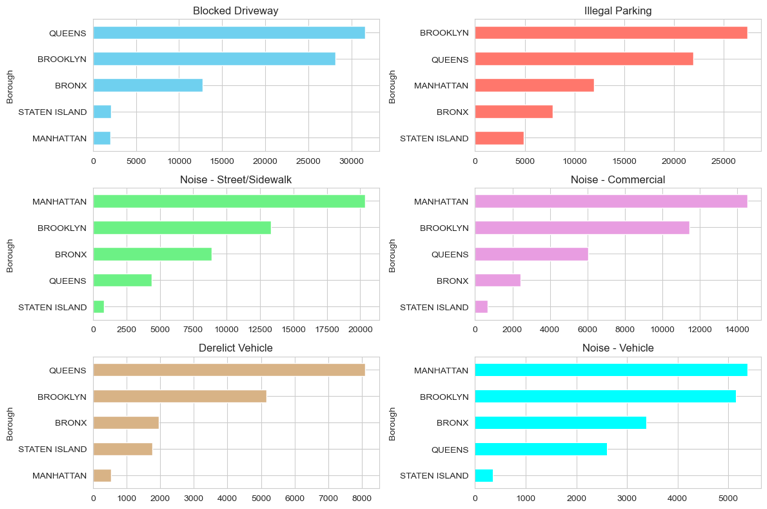 Blocked Driveway
Borough
QUEENS
BROOKLYN
BRONX
STATEN ISLAND
MANHATTAN
0 5000 10000 15000 20000 25000 30000
Illegal Parking
Borough
BROOKLYN
QUEENS
MANHATTAN
BRONX
STATEN ISLAND
0 5000 10000 15000 20000 25000
Noise - Street/Sidewalk
Borough
MANHATTAN
BROOKLYN
BRONX
QUEENS
STATEN ISLAND
0 2500 5000 7500 10000 12500 15000 17500 20000
Noise - Commercial
Borough
MANHATTAN
BROOKLYN
QUEENS
BRONX
STATEN ISLAND
0 2000 4000 6000 8000 10000 12000 14000
Derelict Vehicle
Borough
QUEENS
BROOKLYN
BRONX
STATEN ISLAND
MANHATTAN
0 1000 2000 3000 4000 5000 6000 7000 8000
Noise - Vehicle
Borough
MANHATTAN
BROOKLYN
BRONX
QUEENS
STATEN ISLAND
0 1000 2000 3000 4000 5000